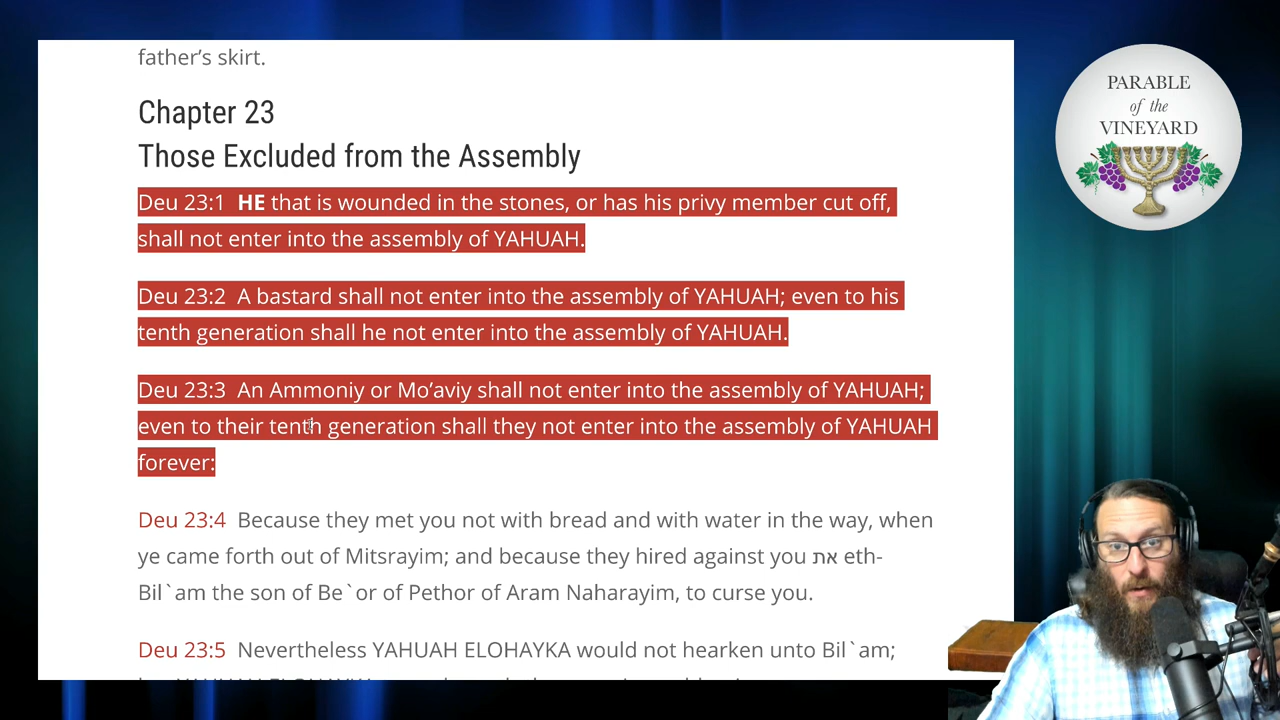 father's skirt.
Chapter 23
Those Excluded from the Assembly
Deu 23:1 HE that is wounded in the stones, or has his privy member cut off,
shall not enter into the assembly of YAHUAH.
Deu 23:2 A bastard shall not enter into the assembly of YAHUAH; even to his
tenth generation shall he not enter into the assembly of YAHUAH.
Deu 23:3 An Ammoniy or Mo'aviy shall not enter into the assembly of YAHUAH;
even to their tenth generation shall they not enter into the assembly of YAHUAH
forever:
Deu 23:4 Because they met you not with bread and with water in the way, when
ye came forth out of Mitsrayim; and because they hired against you את eth-
Bil`am the son of Be`or of Pethor of Aram Naharayim, to curse you.
Deu 23:5 Nevertheless YAHUAH ELOHAYKA would not hearken unto Bil`am;
PARABLE
of the
VINEYARD